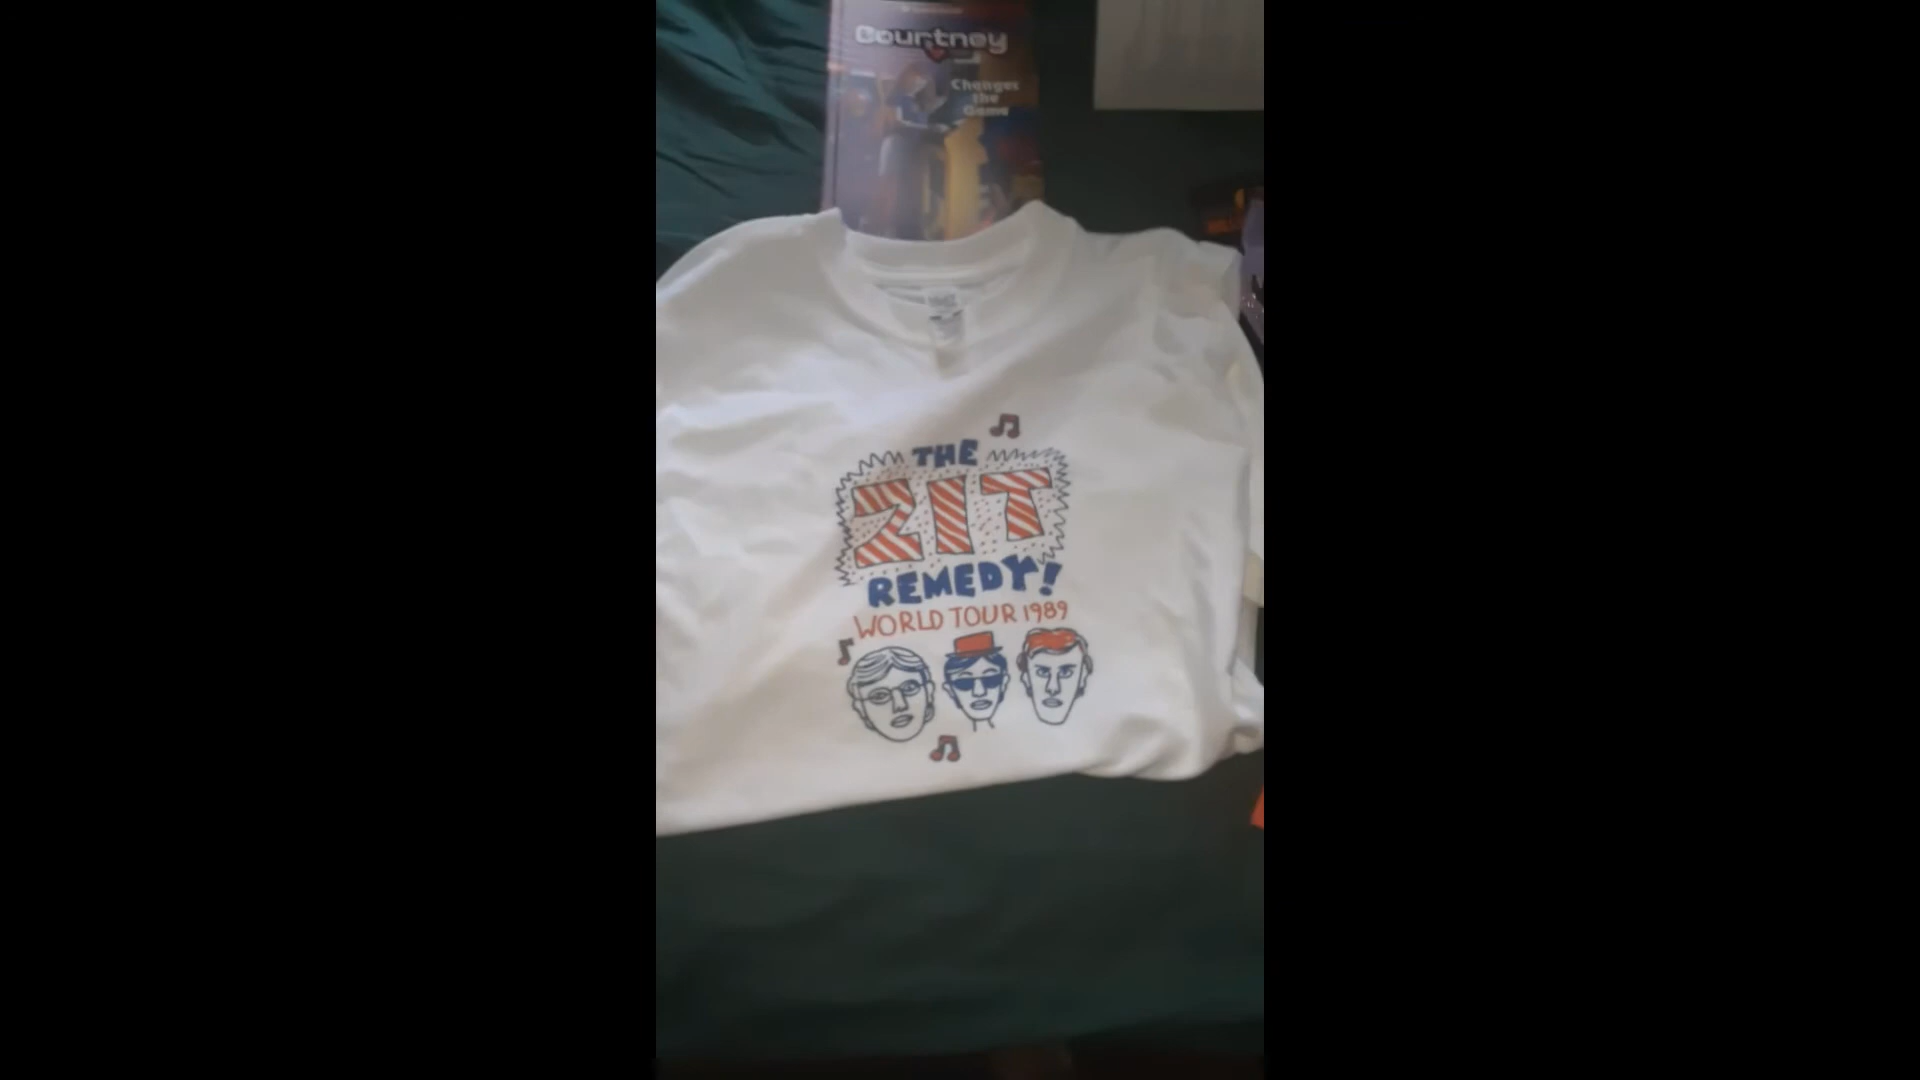 Courtney
Changes
the
Game
THE
ZIT
REMEDY!
WORLD TOUR 1989